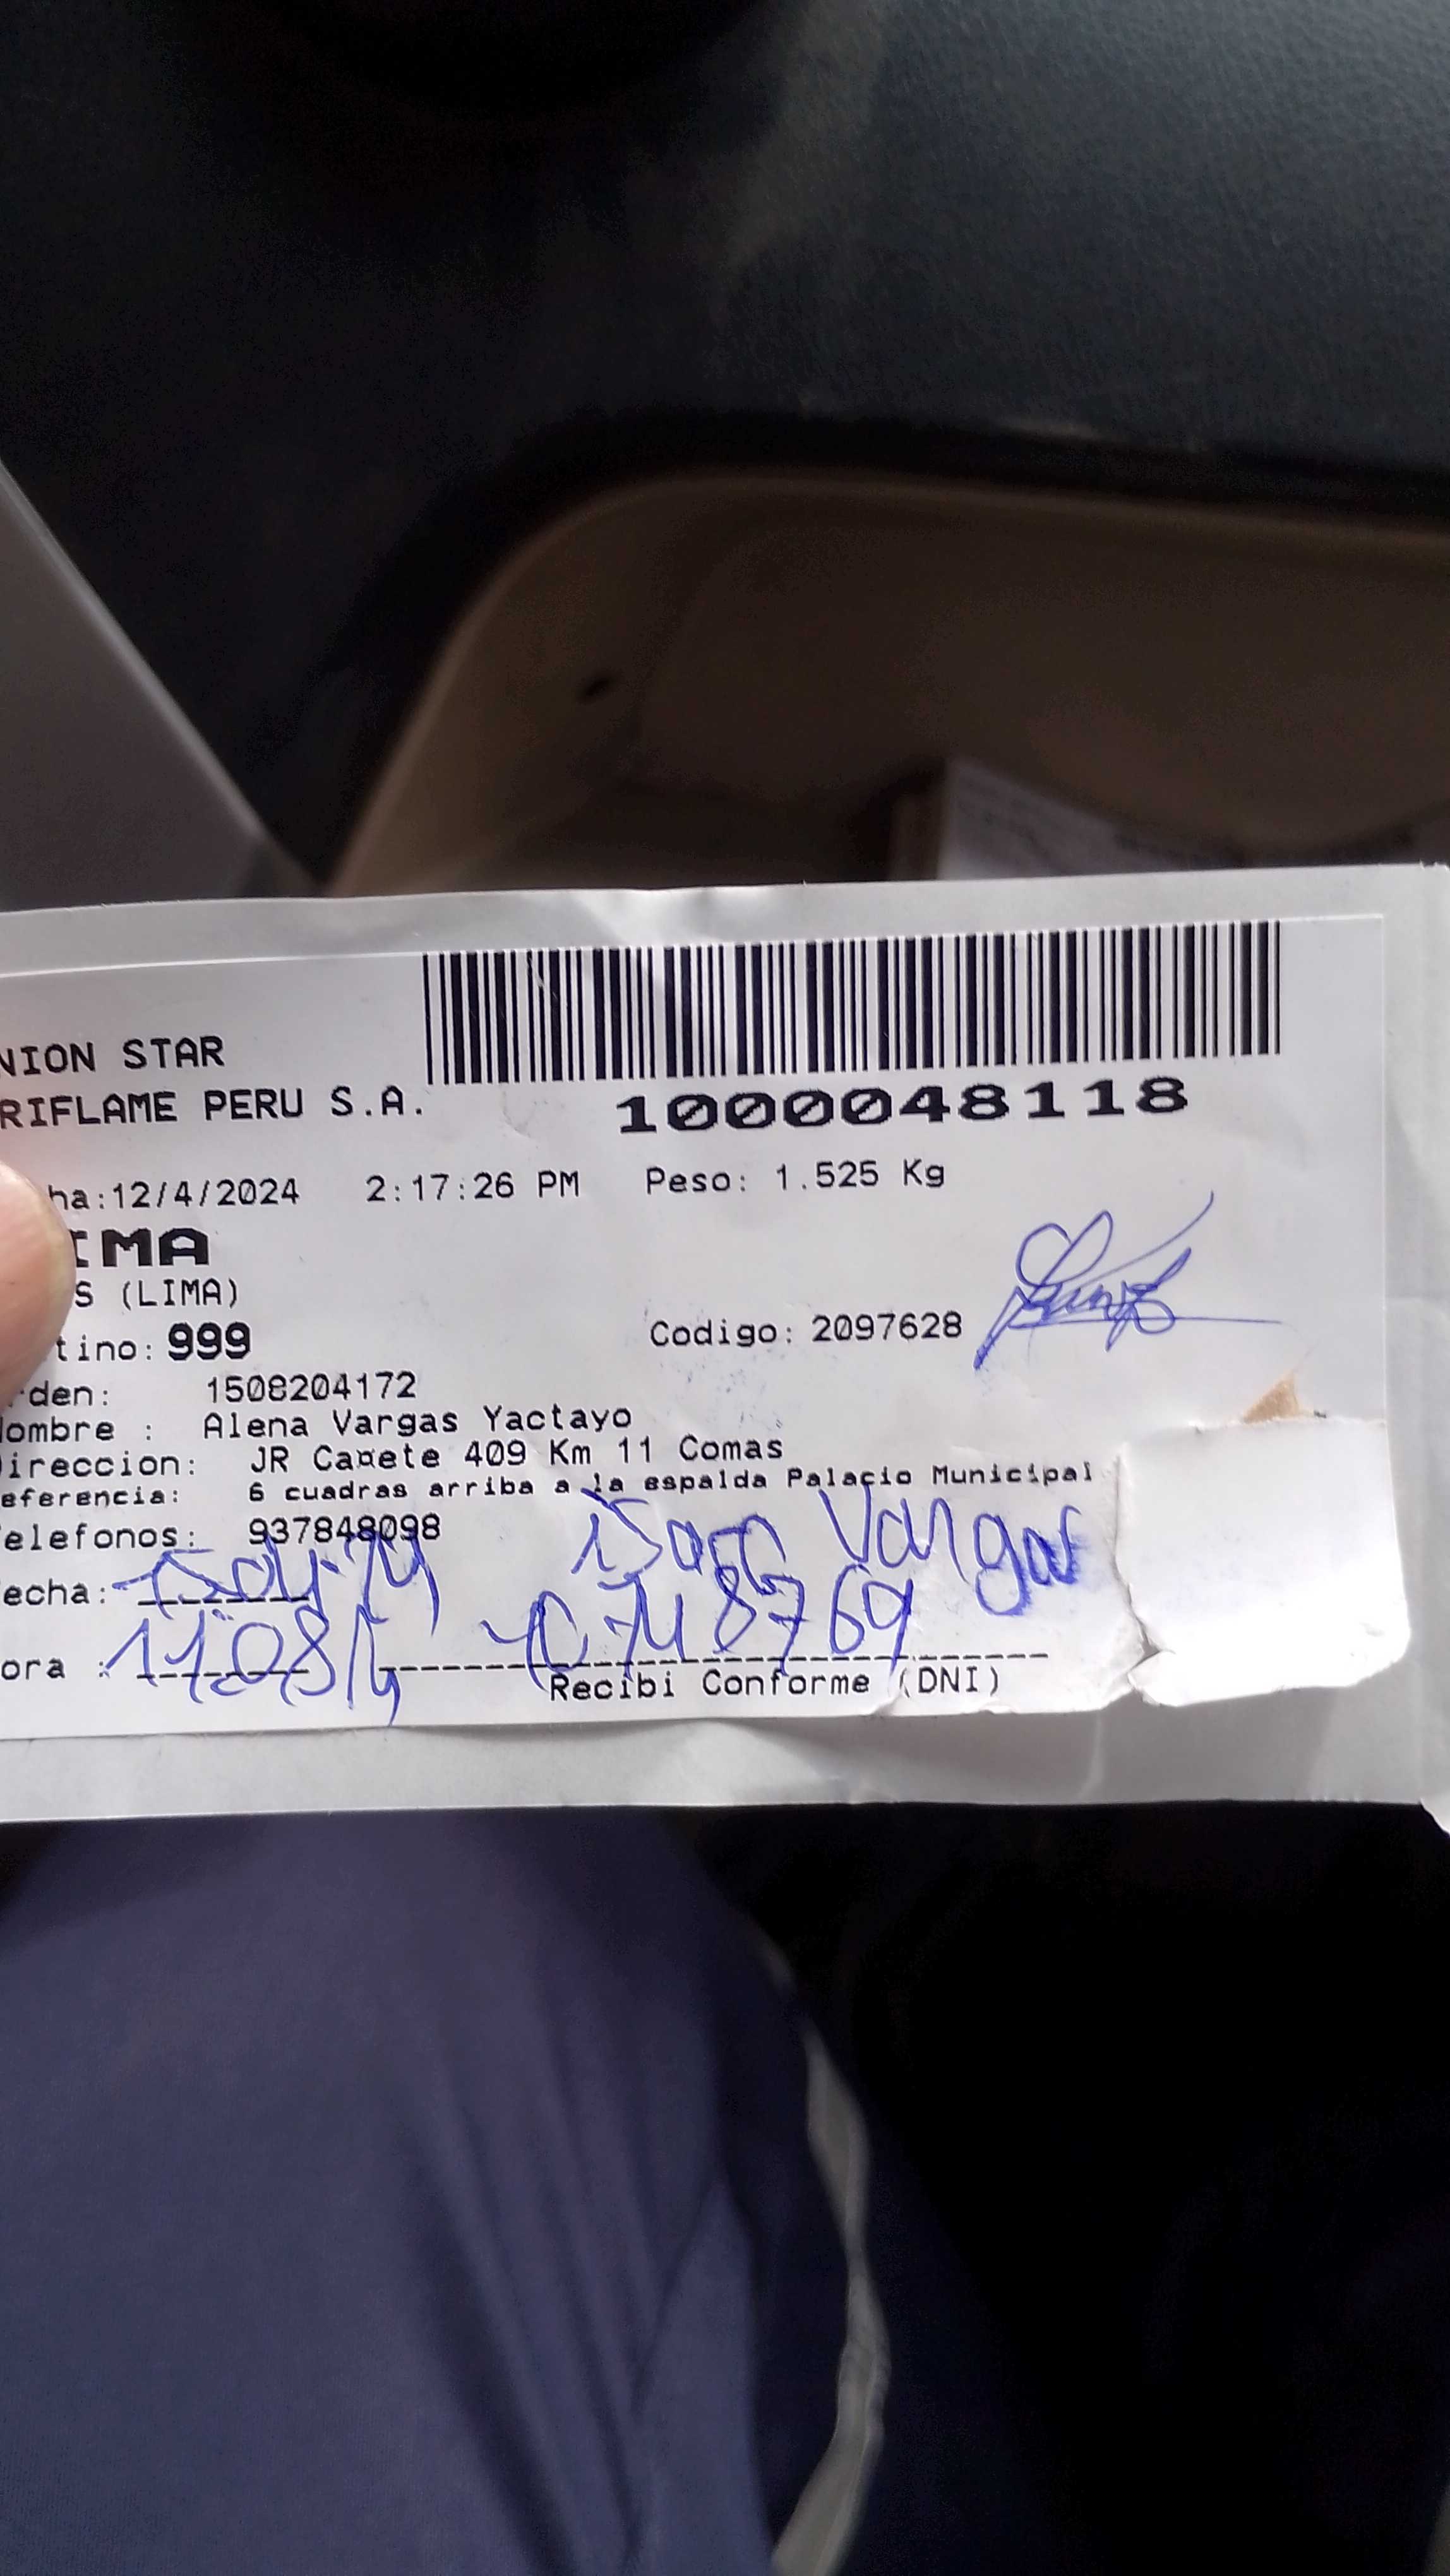 NION STAR
RIFLAME PERU S.A.
1000048118
ha:12/4/2024 2:17:26 PM Peso: 1.525 Kg
IMA
S (LIMA)
tino: 999 Codigo: 2097628
rden: 1508204172
ombre : Alena Vargas Yactayo
ireccion: JR Ca¤ete 409 Km 11 Comas
eferencia: 6 cuadras arriba a la espalda Palacio Municipal
elefonos: 937848098
Vargas
echa:
ora :
Recibi Conforme (DNI)